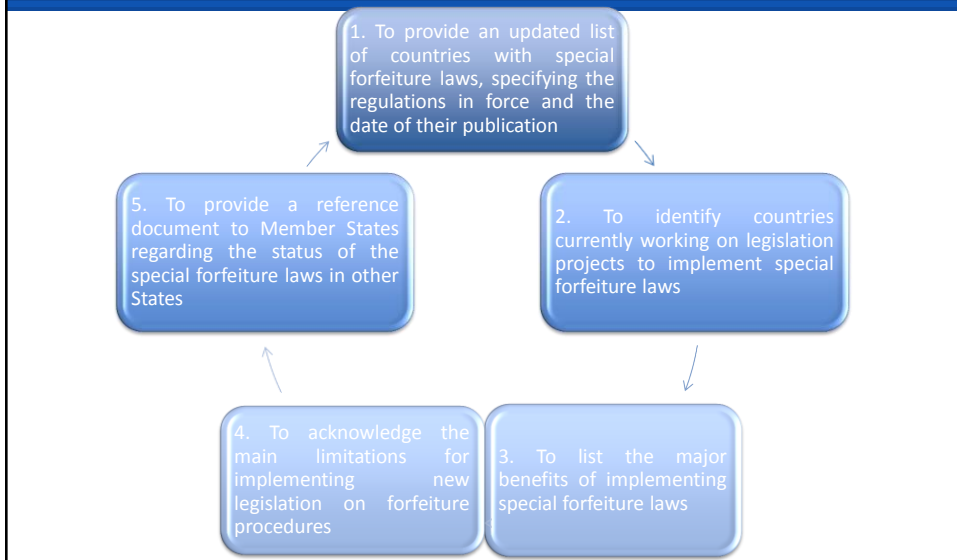 1. To provide an updated list
of countries with special
forfeiture laws, specifying the
regulations in force and the
date of their publication
2. To identify countries
currently working on legislation
projects to implement special
forfeiture laws
3. To list the major
benefits of implementing
special forfeiture laws
4. To acknowledge the
main limitations for
implementing new
legislation on forfeiture
procedures
5. To provide a reference
document to Member States
regarding the status of the
special forfeiture laws in other
States